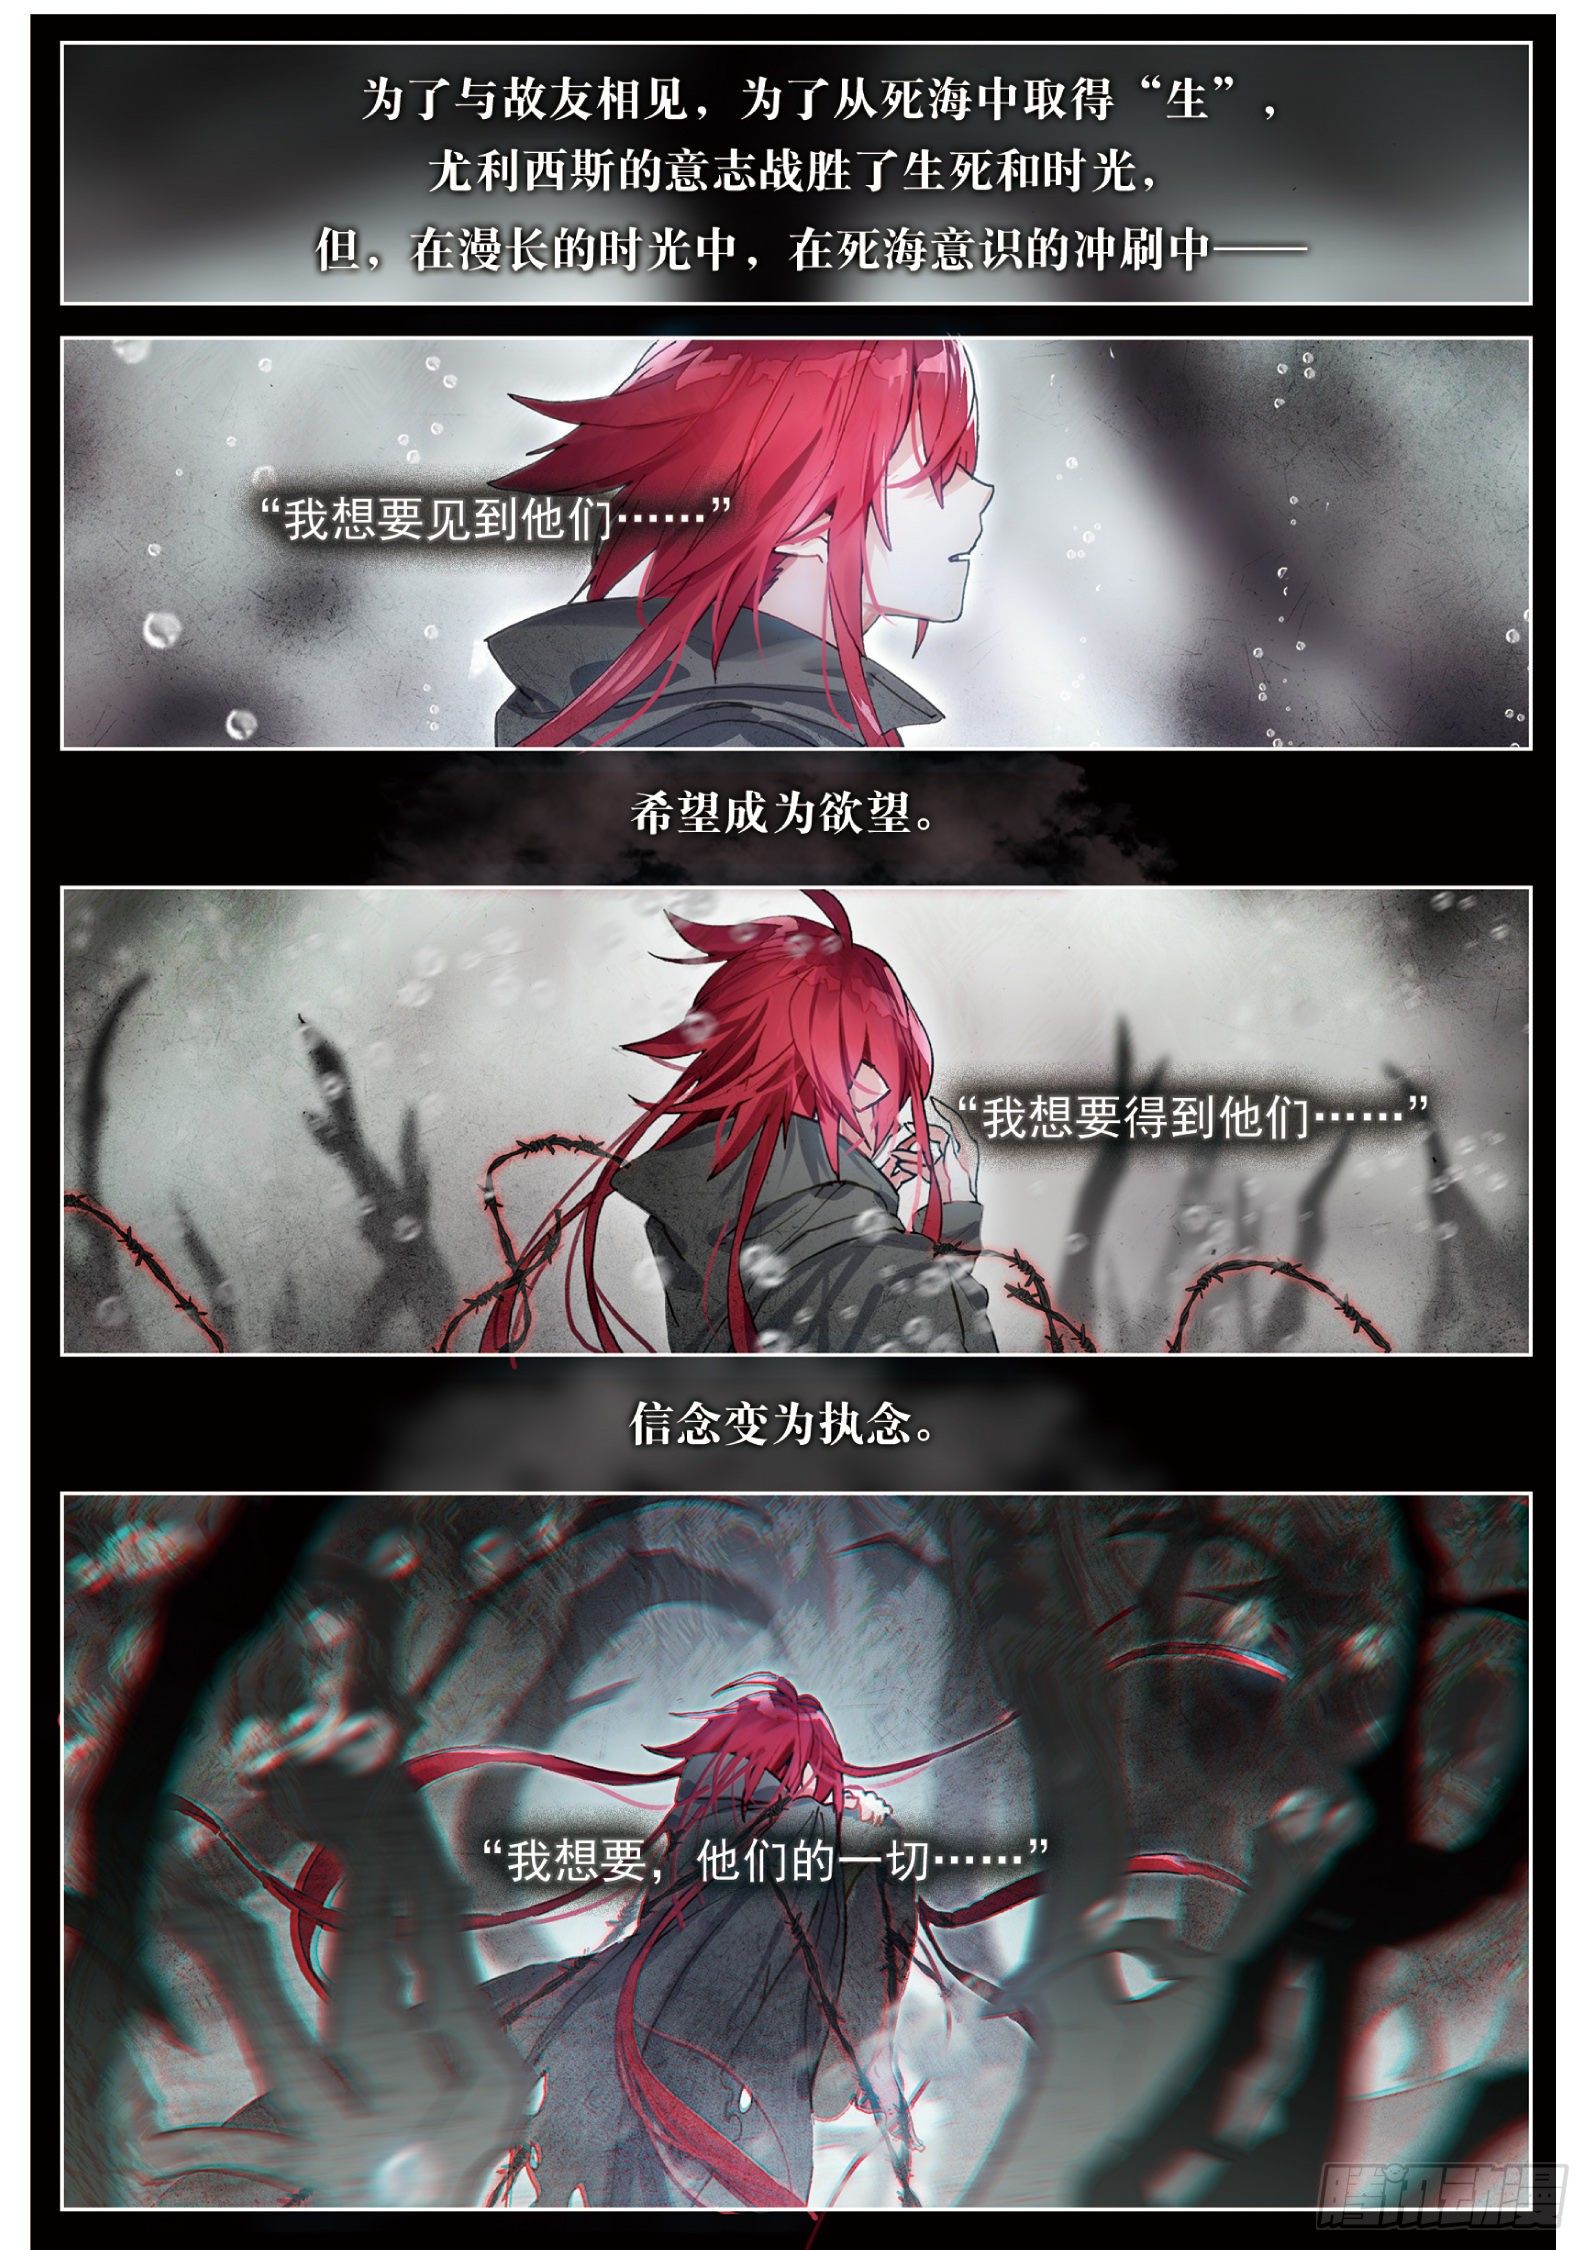 为了与故友相见，为了从死海中取得“生”，
尤利西斯的意志战胜了生死和时光，
但，在漫长的时光中，在死海意识的冲刷中——
“我想要见到他们……”
希望成为欲望。
“我想要得到他们……”
信念变为执念。
“我想要，他们的一切……”
腾讯动漫